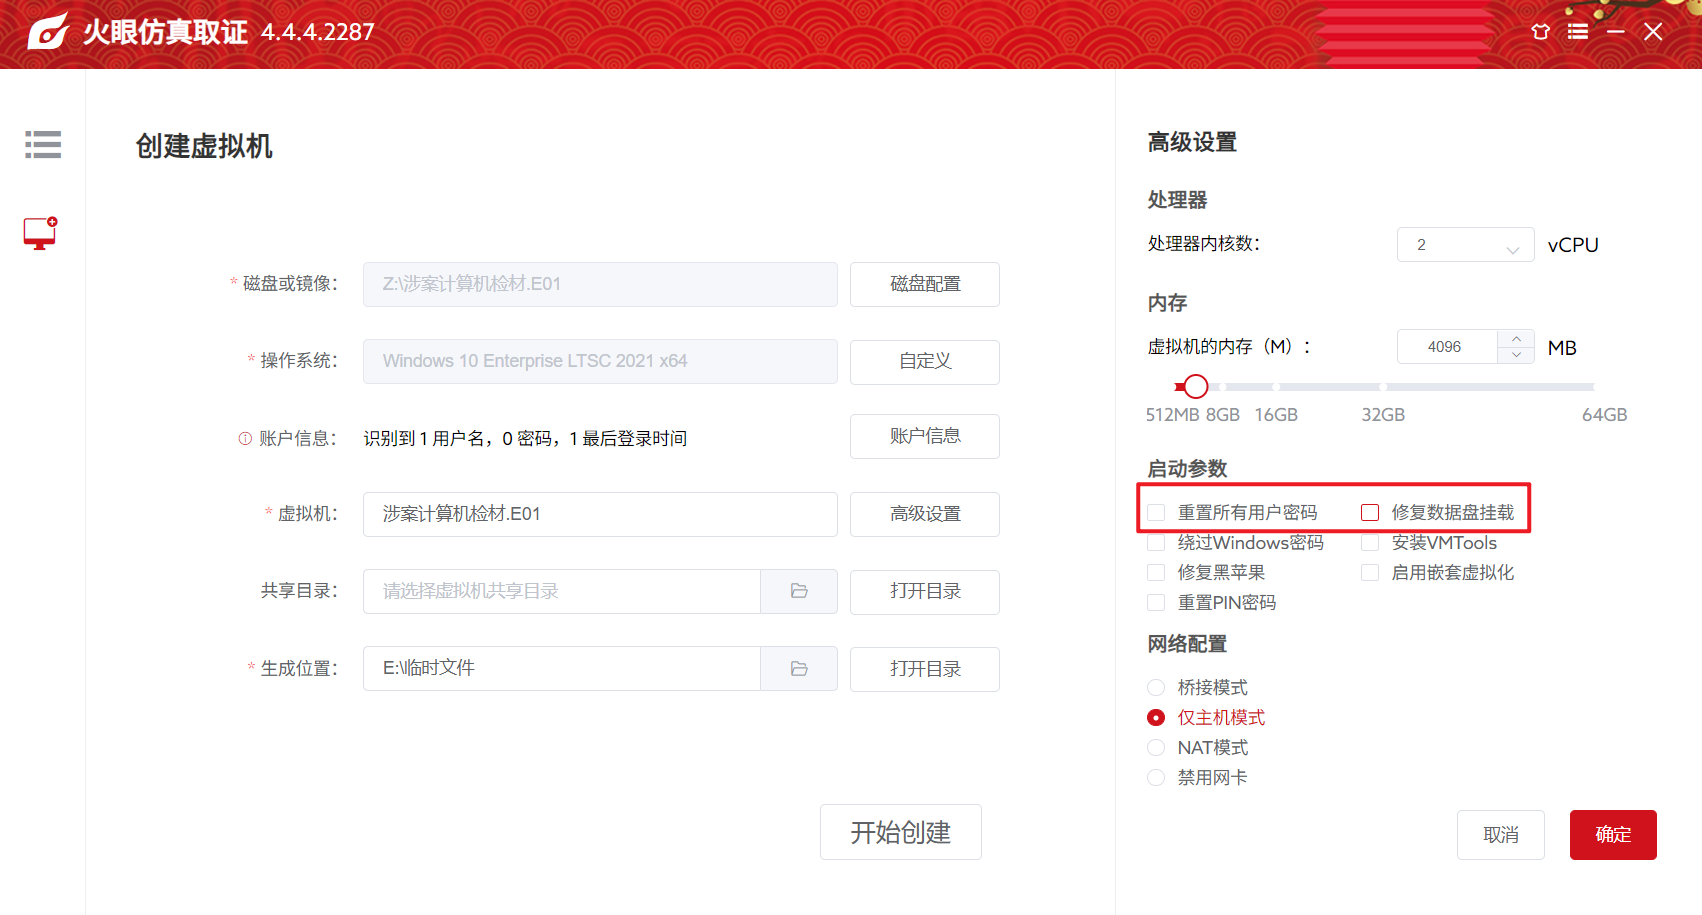 火眼仿真取证 4.4.4.2287
创建虚拟机
* 磁盘或镜像: Z:\涉案计算机检材.E01 磁盘配置
* 操作系统: Windows 10 Enterprise LTSC 2021 x64 自定义
账户信息: 识别到 1 用户名，0 密码，1 最后登录时间 账户信息
* 虚拟机: 涉案计算机检材.E01 高级设置
共享目录: 请选择虚拟机共享目录 打开目录
* 生成位置: E:\临时文件 打开目录
开始创建
高级设置
处理器
处理器内核数: 2 vCPU
内存
虚拟机的内存（M）: 4096 MB
512MB 8GB 16GB 32GB 64GB
启动参数
重置所有用户密码 修复数据盘挂载
绕过Windows密码 安装VMTools
修复黑苹果 启用嵌套虚拟化
重置PIN密码
网络配置
桥接模式
仅主机模式
NAT模式
禁用网卡
取消 确定